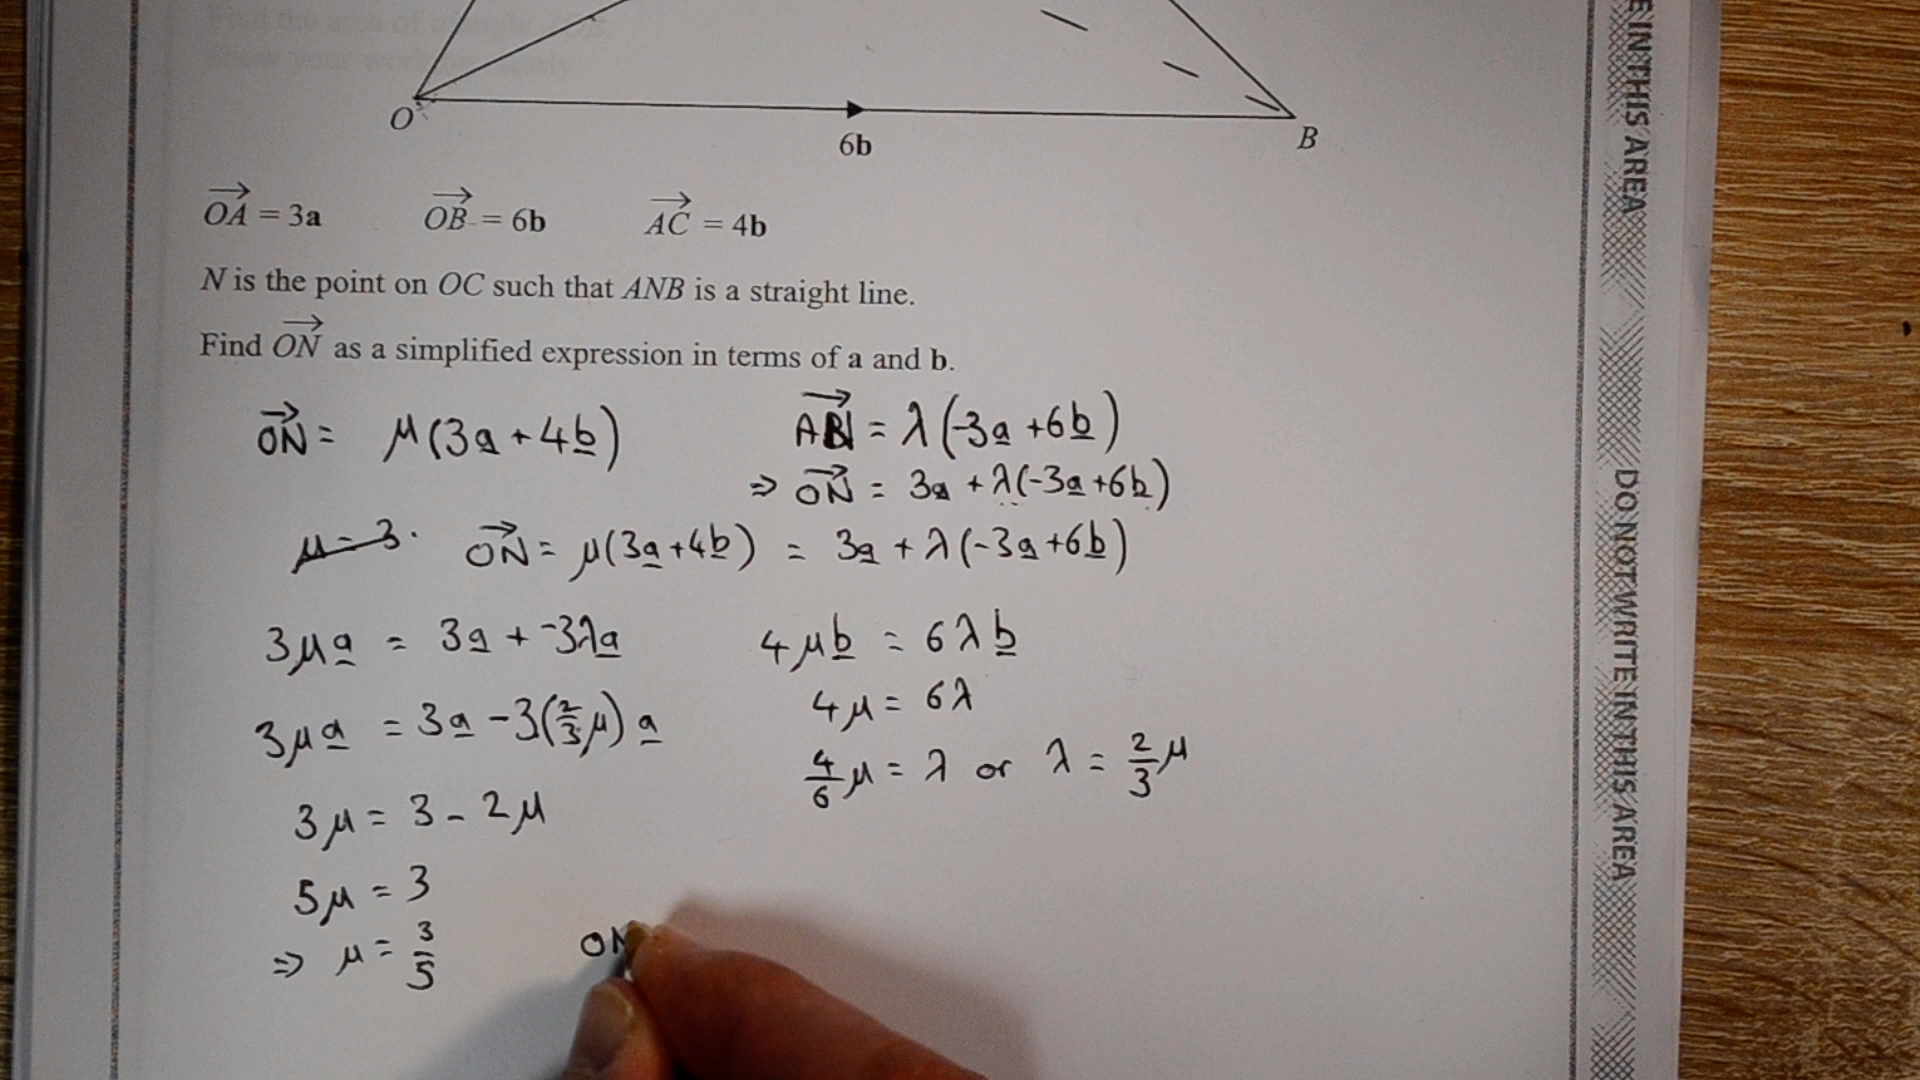 O
6b
B
OA = 3a OB = 6b AC = 4b
N is the point on OC such that ANB is a straight line.
Find ON as a simplified expression in terms of a and b.
ON = μ(3a + 4b) AN = λ(-3a + 6b)
⇒ ON = 3a + λ(-3a + 6b)
μ = 3. ON = μ(3a + 4b) = 3a + λ(-3a + 6b)
3μa = 3a + -3λa 4μb = 6λb
3μa = 3a - 3(2/3 μ)a 4μ = 6λ
4/6 μ = λ or λ = 2/3 μ
3μ = 3 - 2μ
5μ = 3
⇒ μ = 3/5 ON
E IN THIS AREA
DO NOT WRITE IN THIS AREA